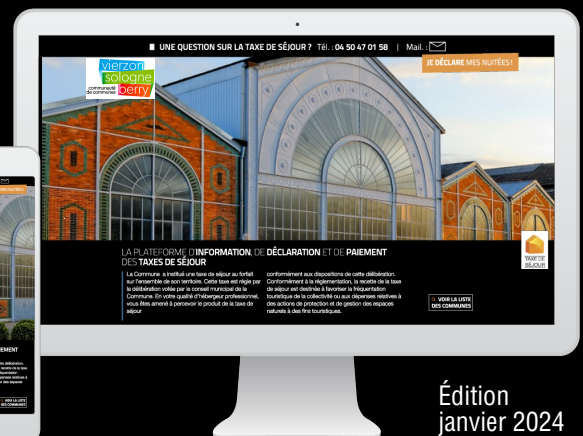 UNE QUESTION SUR LA TAXE DE SÉJOUR ? Tél. : 04 50 47 01 58 | Mail. :
JE DÉCLARE MES NUITÉES !
vierzon
sologne
communauté
de communes
berry
LA PLATEFORME D'INFORMATION, DE DÉCLARATION ET DE PAIEMENT
DES TAXES DE SÉJOUR
La Commune a institué une taxe de séjour au forfait
sur l'ensemble de son territoire. Cette taxe est régie par
la délibération votée par le conseil municipal de la
Commune. En votre qualité d'hébergeur professionnel,
vous êtes amené à percevoir le produit de la taxe de
séjour
conformément aux dispositions de cette délibération.
Conformément à la réglementation, la recette de la taxe
de séjour est destinée à favoriser la fréquentation
touristique de la collectivité ou aux dépenses relatives à
des actions de protection et de gestion des espaces
naturels à des fins touristiques.
TAXE DE
SÉJOUR
VOIR LA LISTE
DES COMMUNES
VOIR LA LISTE
DES COMMUNES
Édition
janvier 2024